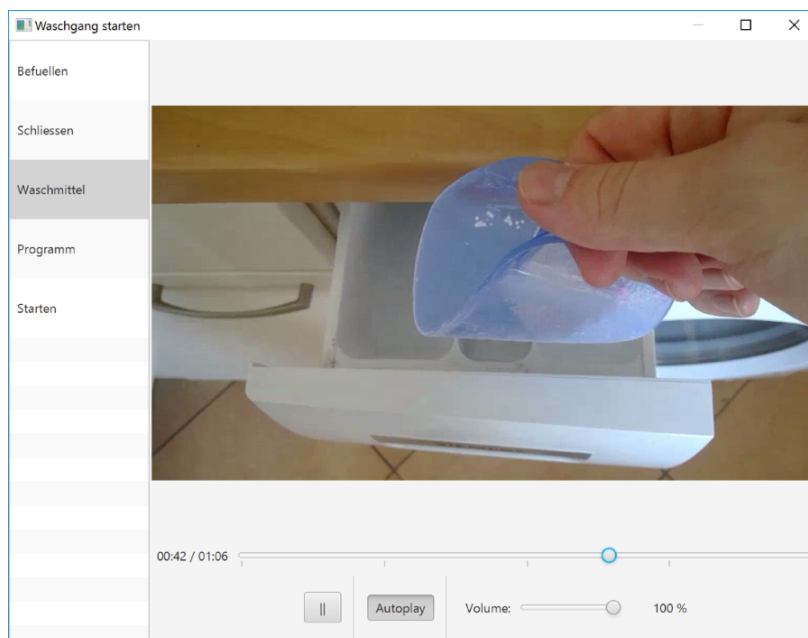 Waschgang starten
Befuellen
Schliessen
Waschmittel
Programm
Starten
00:42 / 01:06
||
Autoplay
Volume:
100 %